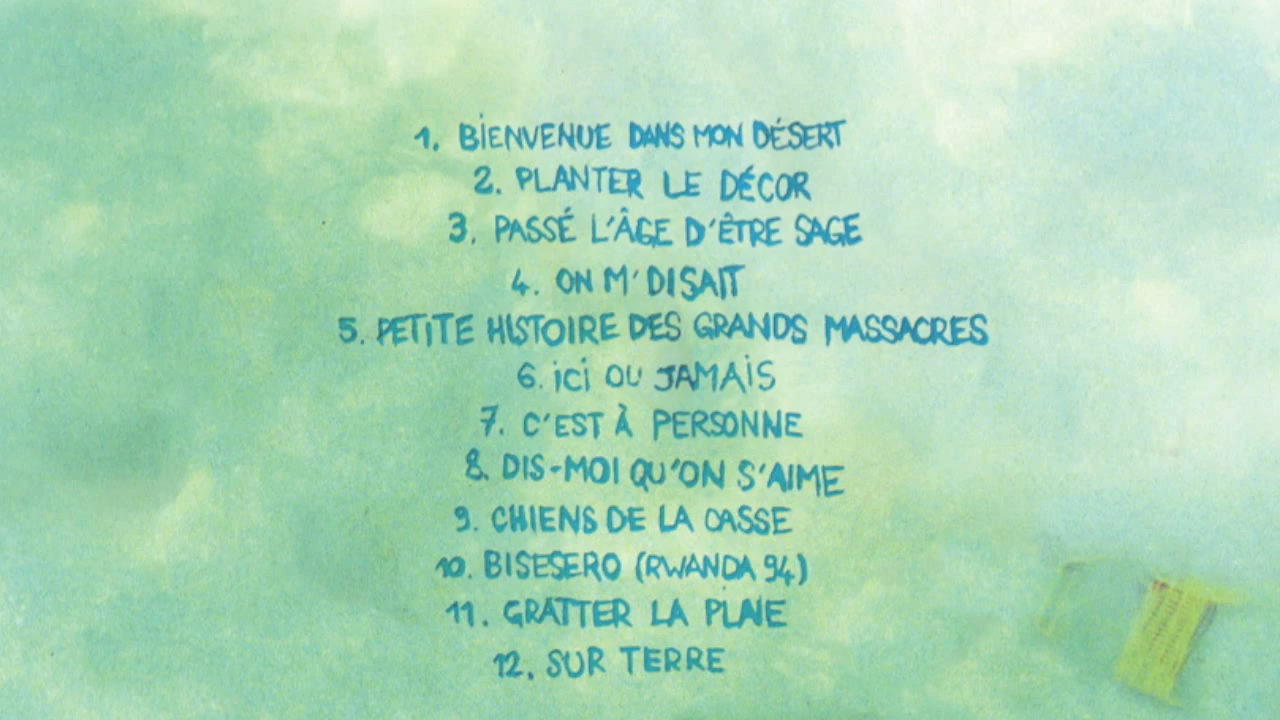 1. BIENVENUE DANS MON DÉSERT
2. PLANTER LE DÉCOR
3. PASSÉ L'ÂGE D'ÊTRE SAGE
4. ON M'DISAIT
5. PETITE HISTOIRE DES GRANDS MASSACRES
6. ici OU JAMAiS
7. C'EST À PERSONNE
8. DIS-MOI QU'ON S'AIME
9. CHIENS DE LA CASSE
10. BISESERO (RWANDA 94)
11. GRATTER LA PLAIE
12. SUR TERRE